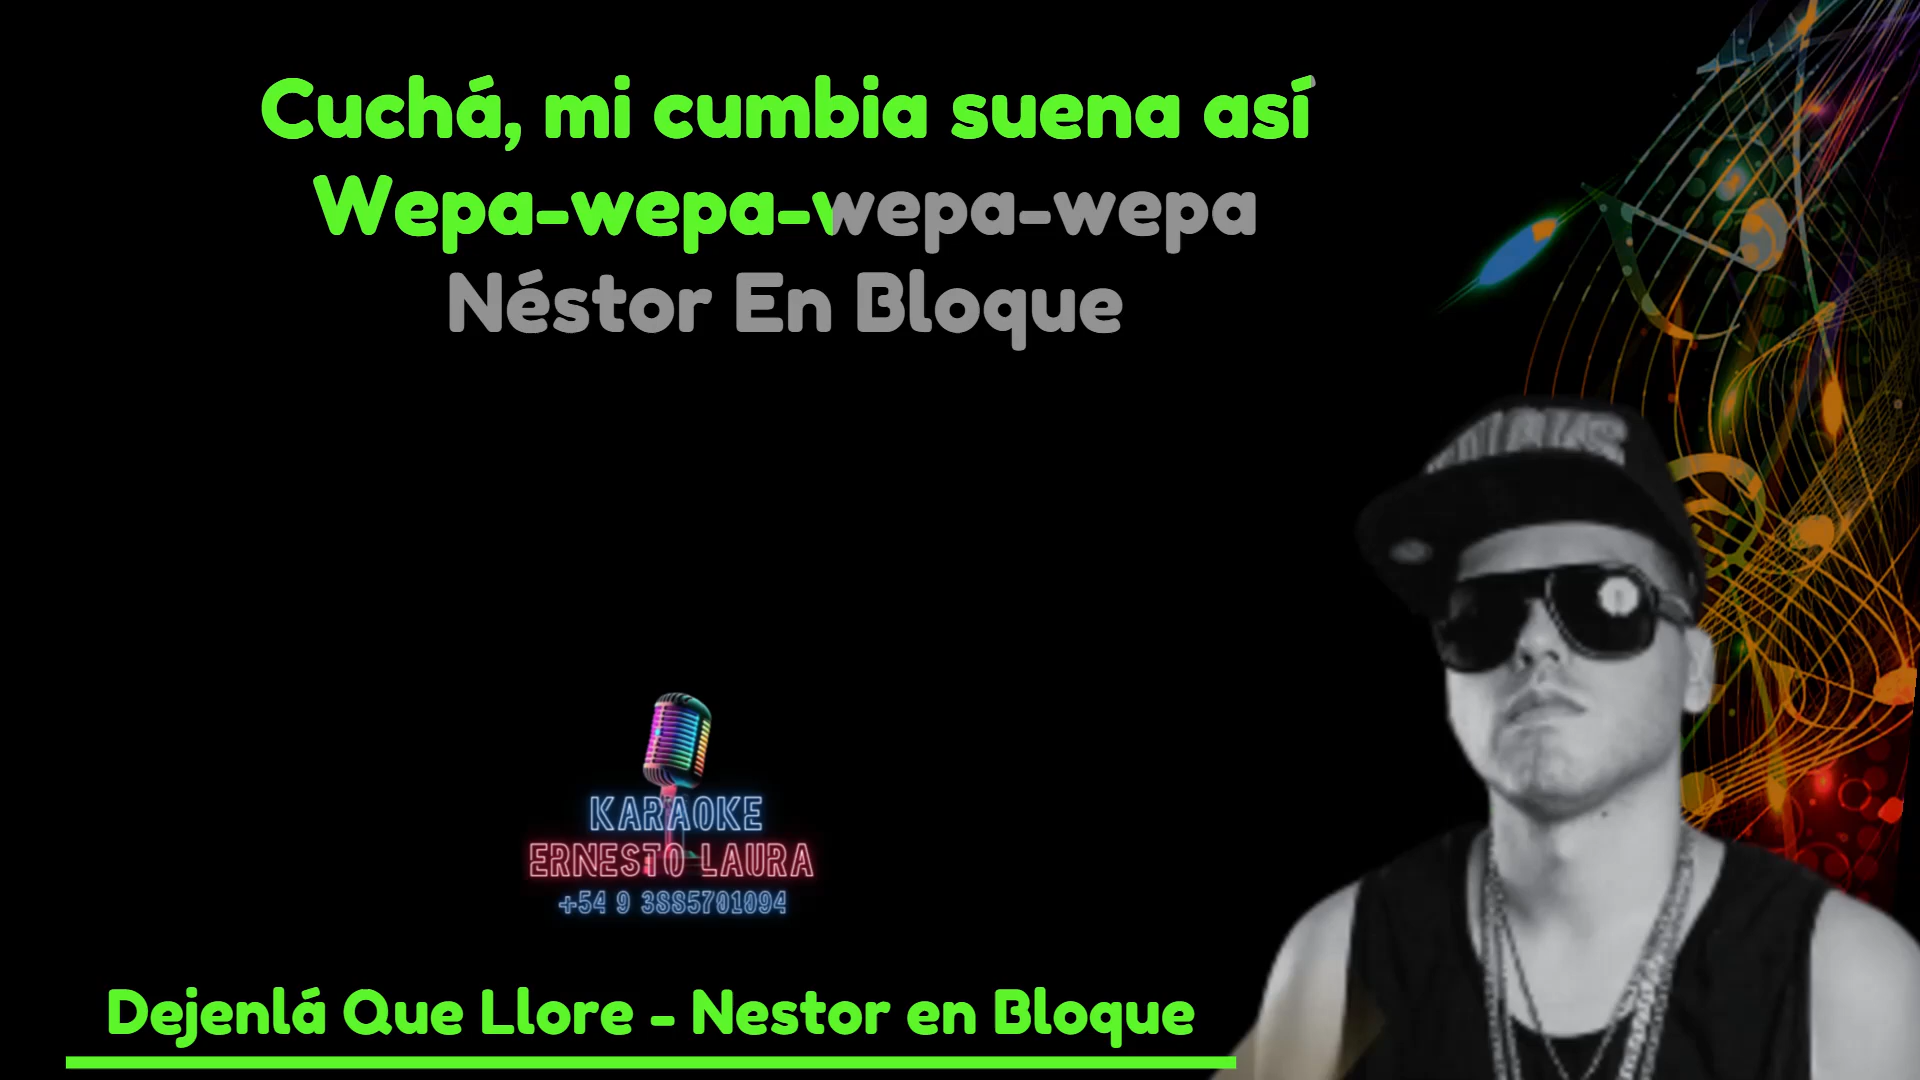 Cuchá, mi cumbia suena así
Wepa-wepa-wepa-wepa
Néstor En Bloque
KARAOKE
ERNESTO LAURA
+54 9 3885701094
Dejenlá Que Llore - Nestor en Bloque